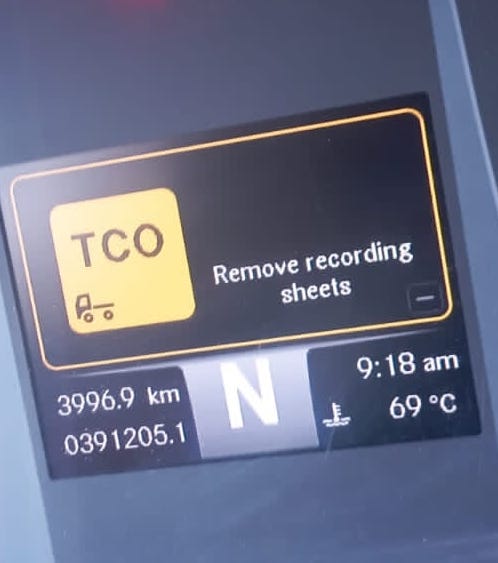 TCO
Remove recording
sheets
3996.9 km
0391205.1
N
9:18 am
69 °C